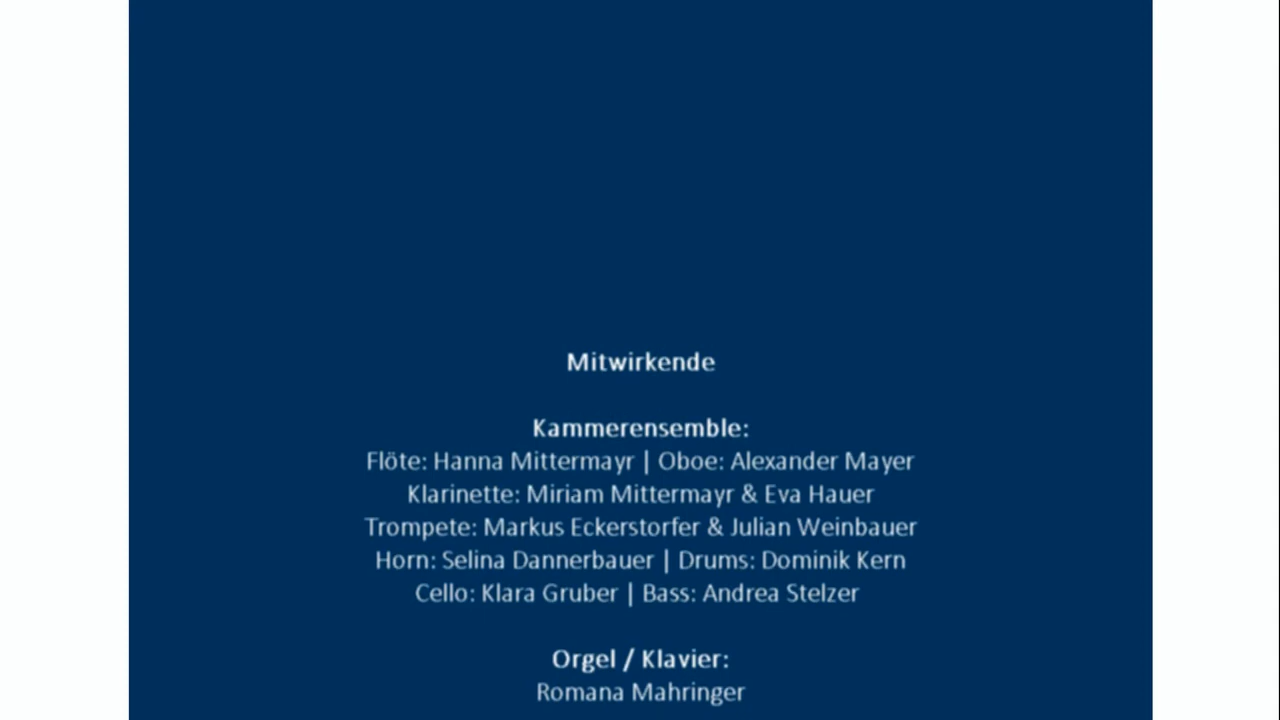 Mitwirkende
Kammerensemble:
Flöte: Hanna Mittermayr | Oboe: Alexander Mayer
Klarinette: Miriam Mittermayr & Eva Hauer
Trompete: Markus Eckerstorfer & Julian Weinbauer
Horn: Selina Dannerbauer | Drums: Dominik Kern
Cello: Klara Gruber | Bass: Andrea Stelzer
Orgel / Klavier:
Romana Mahringer